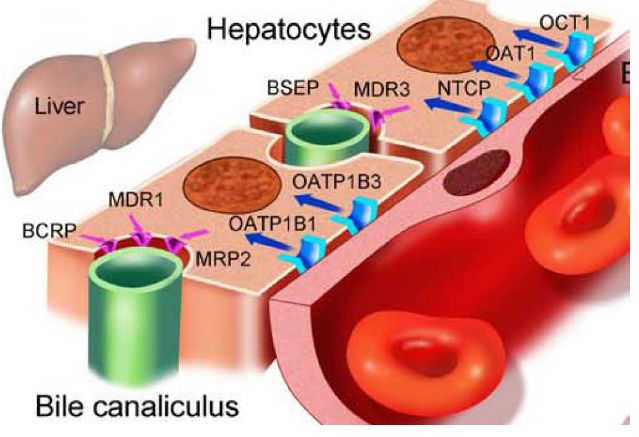 Hepatocytes
OCT1
OAT1
BSEP
MDR3
NTCP
Liver
OATP1B3
MDR1
OATP1B1
BCRP
MRP2
Bile canaliculus